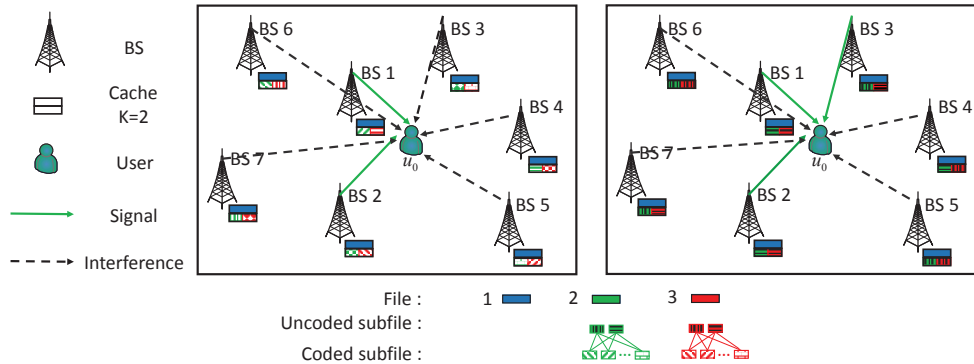 BS
Cache
K=2
User
Signal
Interference
BS 6
BS 3
BS 1
BS 4
BS 7
u0
BS 2
BS 5
BS 6
BS 3
BS 1
BS 4
BS 7
u0
BS 2
BS 5
File : 1 2 3
Uncoded subfile :
Coded subfile : ... ...